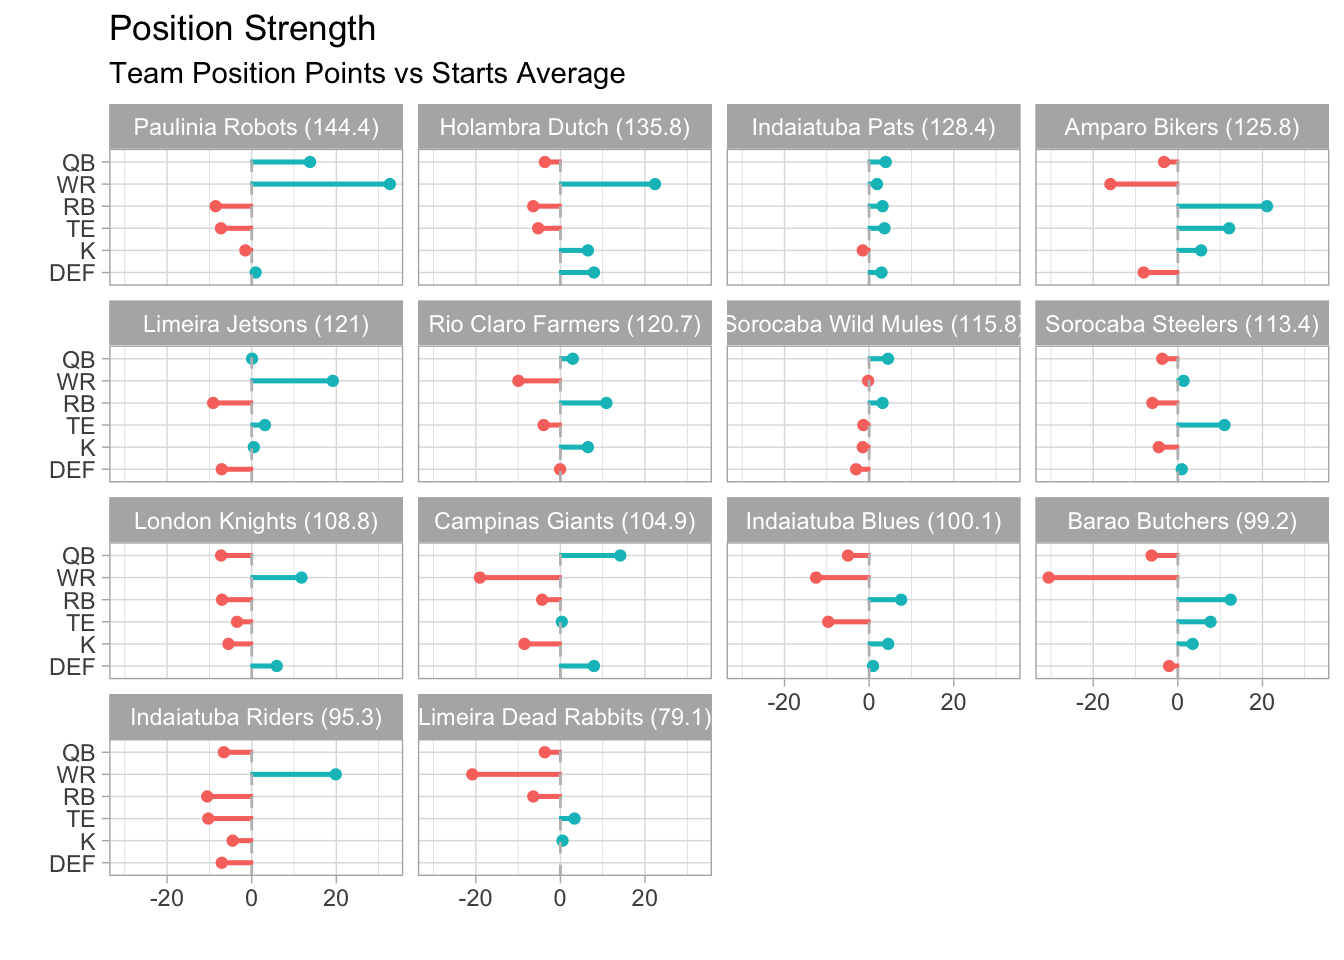 Position Strength
Team Position Points vs Starts Average
Paulinia Robots (144.4)
Holambra Dutch (135.8)
Indaiatuba Pats (128.4)
Amparo Bikers (125.8)
QB
WR
RB
TE
K
DEF
Limeira Jetsons (121)
Rio Claro Farmers (120.7)
Sorocaba Wild Mules (115.8)
Sorocaba Steelers (113.4)
QB
WR
RB
TE
K
DEF
London Knights (108.8)
Campinas Giants (104.9)
Indaiatuba Blues (100.1)
Barao Butchers (99.2)
QB
WR
RB
TE
K
DEF
-20 0 20
-20 0 20
Indaiatuba Riders (95.3)
Limeira Dead Rabbits (79.1)
QB
WR
RB
TE
K
DEF
-20 0 20
-20 0 20